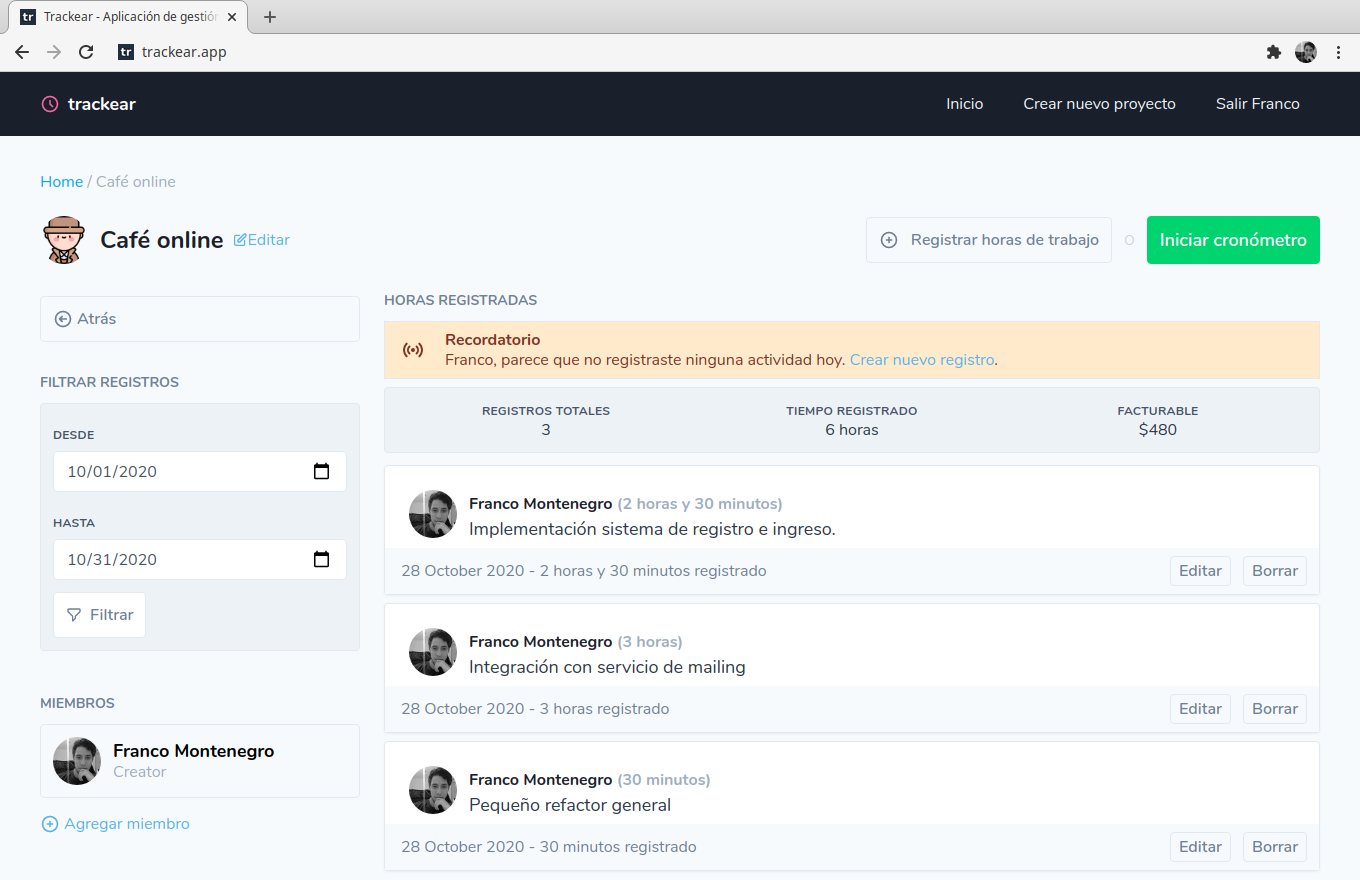 tr Trackear - Aplicación de gestión
tr trackear.app
trackear
Inicio Crear nuevo proyecto Salir Franco
Home / Café online
Café online Editar
Registrar horas de trabajo O Iniciar cronómetro
Atrás
FILTRAR REGISTROS
DESDE
10/01/2020
HASTA
10/31/2020
Filtrar
MIEMBROS
Franco Montenegro
Creator
Agregar miembro
HORAS REGISTRADAS
Recordatorio
Franco, parece que no registraste ninguna actividad hoy. Crear nuevo registro.
REGISTROS TOTALES TIEMPO REGISTRADO FACTURABLE
3 6 horas $480
Franco Montenegro (2 horas y 30 minutos)
Implementación sistema de registro e ingreso.
28 October 2020 - 2 horas y 30 minutos registrado Editar Borrar
Franco Montenegro (3 horas)
Integración con servicio de mailing
28 October 2020 - 3 horas registrado Editar Borrar
Franco Montenegro (30 minutos)
Pequeño refactor general
28 October 2020 - 30 minutos registrado Editar Borrar